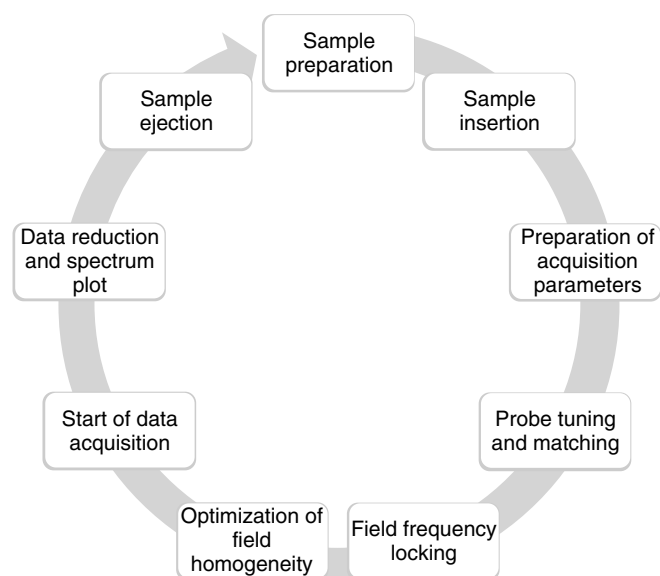 Sample
preparation
Sample
insertion
Preparation of
acquisition
parameters
Probe tuning
and matching
Field frequency
locking
Optimization of
field
homogeneity
Start of data
acquisition
Data reduction
and spectrum
plot
Sample
ejection